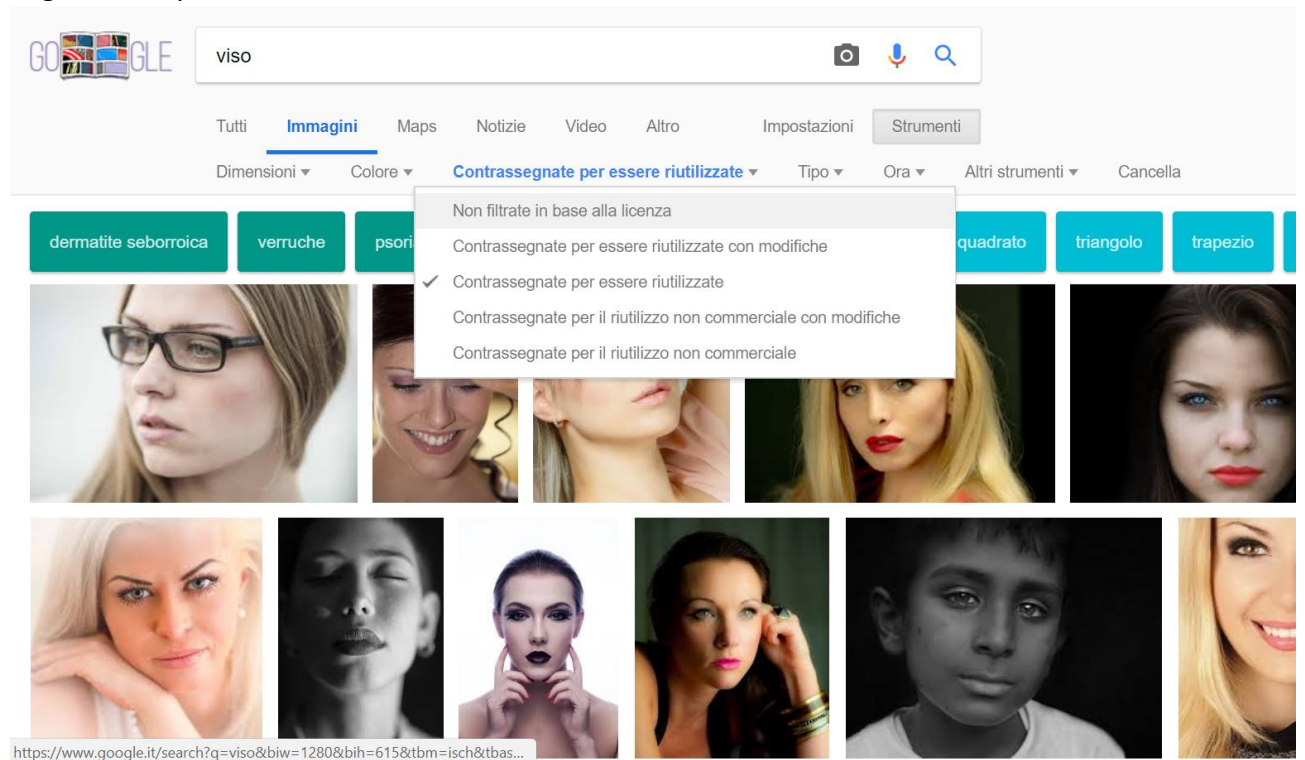 GO GLE
viso
Tutti Immagini Maps Notizie Video Altro Impostazioni Strumenti
Dimensioni Colore Contrassegnate per essere riutilizzate Tipo Ora Altri strumenti Cancella
Non filtrate in base alla licenza
Contrassegnate per essere riutilizzate con modifiche
Contrassegnate per essere riutilizzate
Contrassegnate per il riutilizzo non commerciale con modifiche
Contrassegnate per il riutilizzo non commerciale
dermatite seborroica verruche psori quadrato triangolo trapezio
https://www.google.it/search?q=viso&biw=1280&bih=615&tbm=isch&tbas...